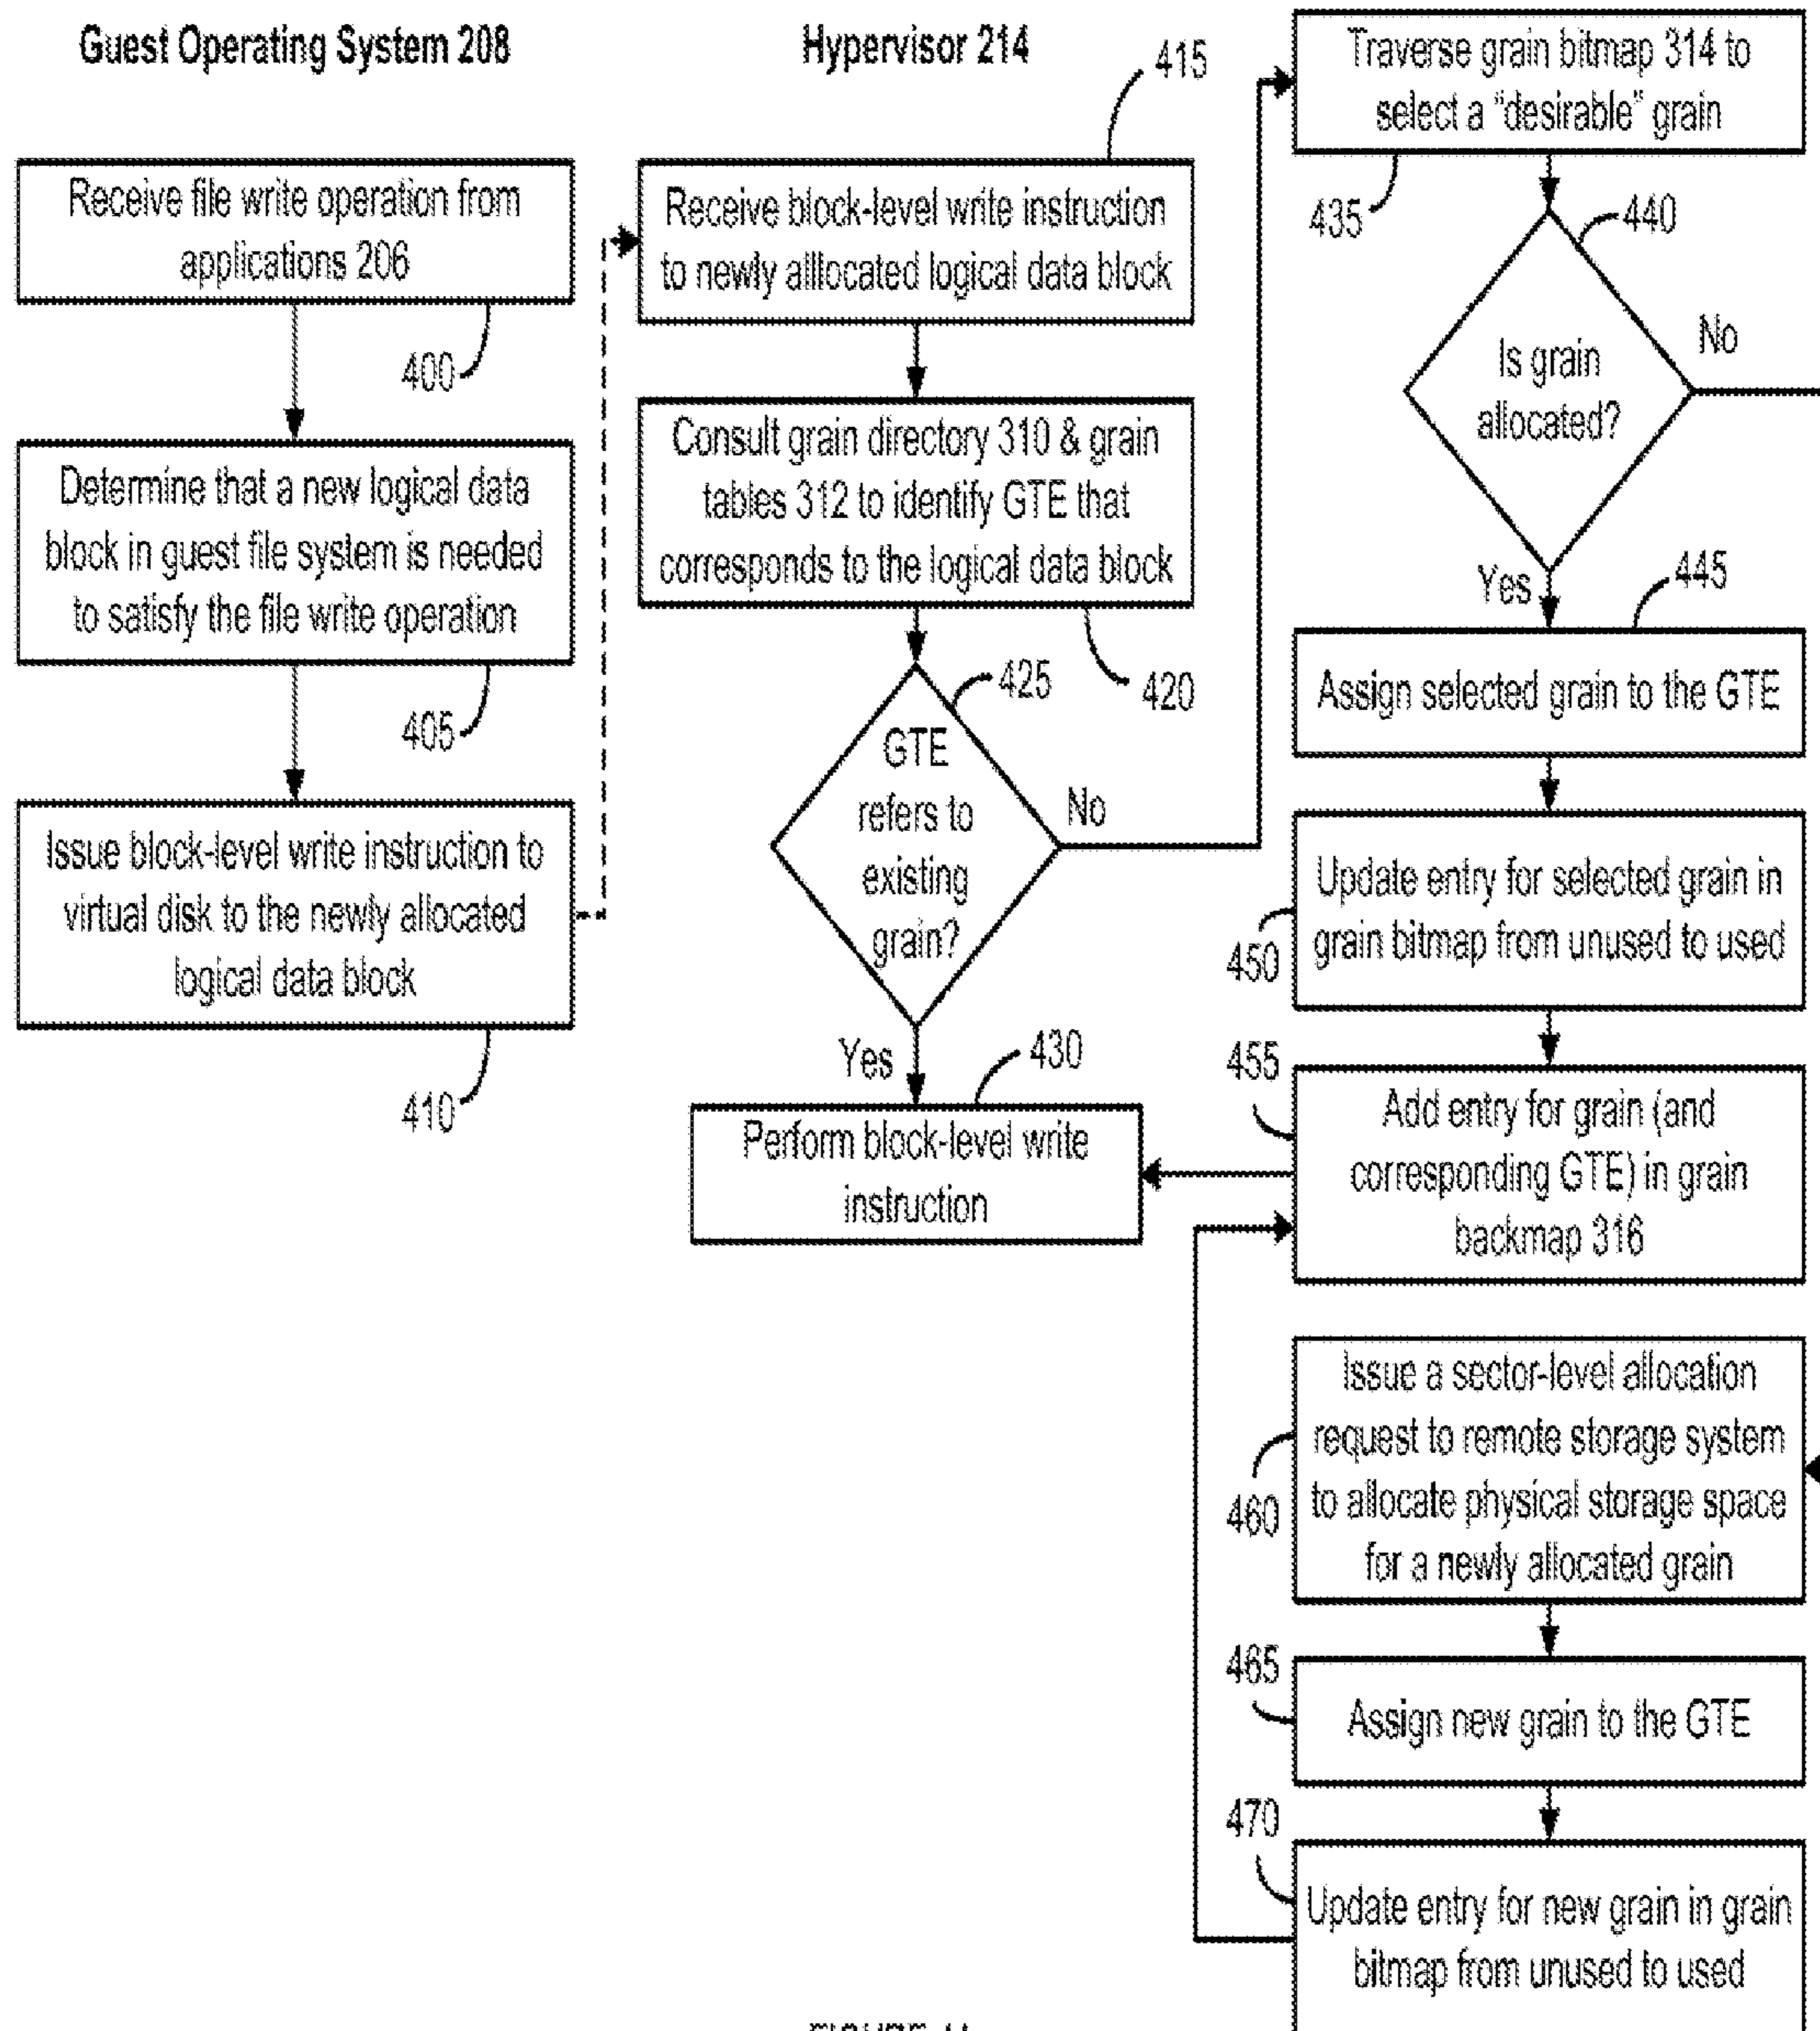 Guest Operating System 208
Receive file write operation from
applications 206
400
Determine that a new logical data
block in guest file system is needed
to satisfy the file write operation
405
Issue block-level write instruction to
virtual disk to the newly allocated
logical data block
410
Hypervisor 214
415
Receive block-level write instruction
to newly alllocated logical data block
Consult grain directory 310 & grain
tables 312 to identify GTE that
corresponds to the logical data block
420
425
GTE
refers to
existing
grain?
No
Yes
430
Perform block-level write
instruction
Traverse grain bitmap 314 to
select a "desirable" grain
435
440
Is grain
allocated?
No
Yes
445
Assign selected grain to the GTE
Update entry for selected grain in
grain bitmap from unused to used
450
455
Add entry for grain (and
corresponding GTE) in grain
backmap 316
Issue a sector-level allocation
request to remote storage system
to allocate physical storage space
for a newly allocated grain
460
465
Assign new grain to the GTE
470
Update entry for new grain in grain
bitmap from unused to used